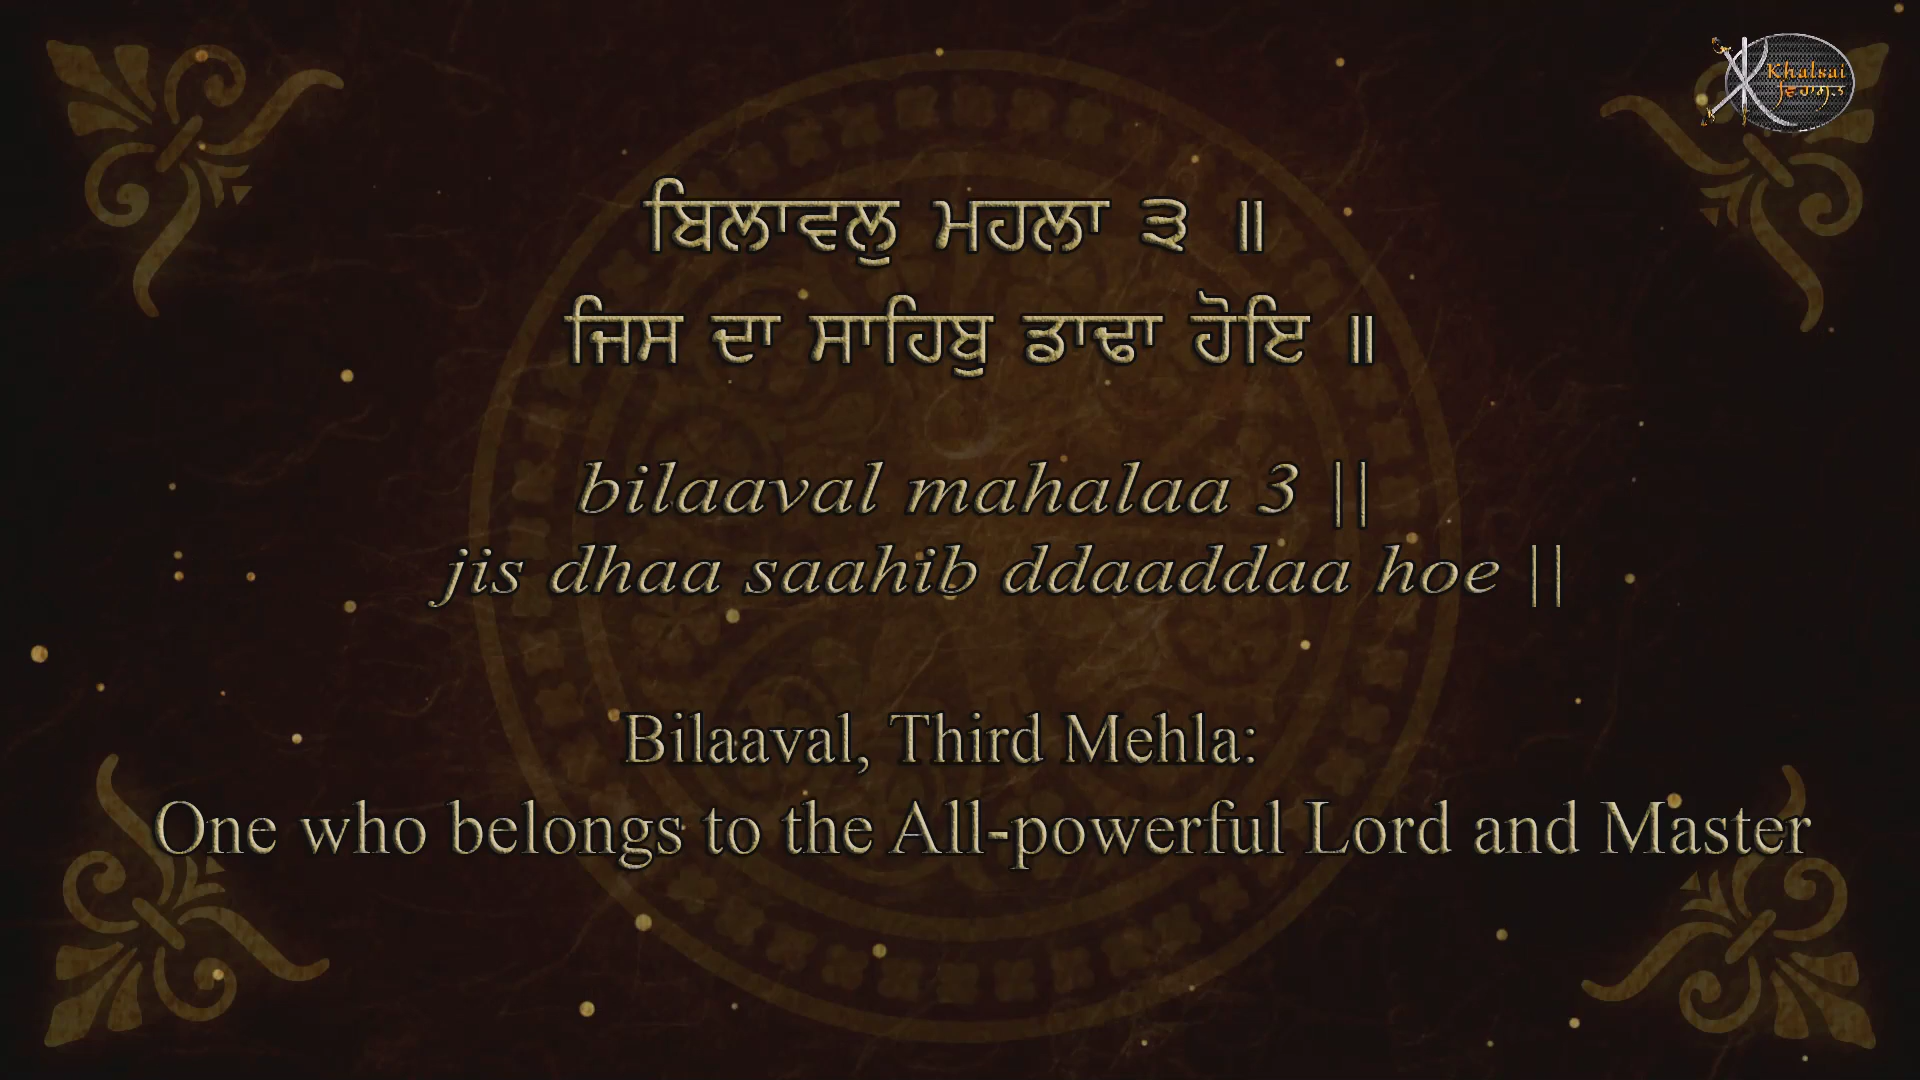 Khalsai
ਵਿਰਾਸਤ
ਬਿਲਾਵਲੁ ਮਹਲਾ ੩ ॥
ਜਿਸ ਦਾ ਸਾਹਿਬੁ ਡਾਢਾ ਹੋਇ ॥
bilaaval mahalaa 3 ||
jis dhaa saahib ddaaddaa hoe ||
Bilaaval, Third Mehla:
One who belongs to the All-powerful Lord and Master